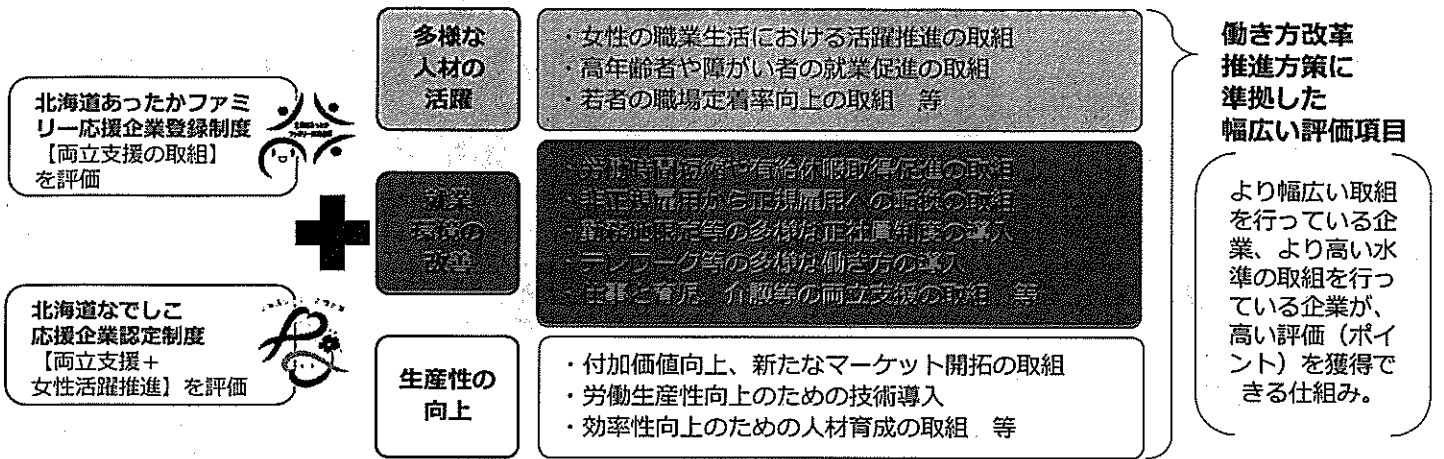 北海道あったかファミ
リー応援企業登録制度
【両立支援の取組】
を評価
北海道なでしこ
応援企業認定制度
【両立支援+
女性活躍推進】を評価
多様な
人材の
活躍
・女性の職業生活における活躍推進の取組
・高年齢者や障がい者の就業促進の取組
・若者の職場定着率向上の取組 等
就業
環境の
改善
・労働時間短縮や有給休暇取得促進の取組
・非正規雇用から正規雇用への転換の取組
・勤務地限定等の多様な正社員制度の導入
・テレワーク等の多様な働き方の導入
・仕事と育児、介護等の両立支援の取組 等
生産性の
向上
・付加価値向上、新たなマーケット開拓の取組
・労働生産性向上のための技術導入
・効率性向上のための人材育成の取組 等
働き方改革
推進方策に
準拠した
幅広い評価項目
より幅広い取組
を行っている企
業、より高い水
準の取組を行っ
ている企業が、
高い評価（ポイ
ント）を獲得で
きる仕組み。